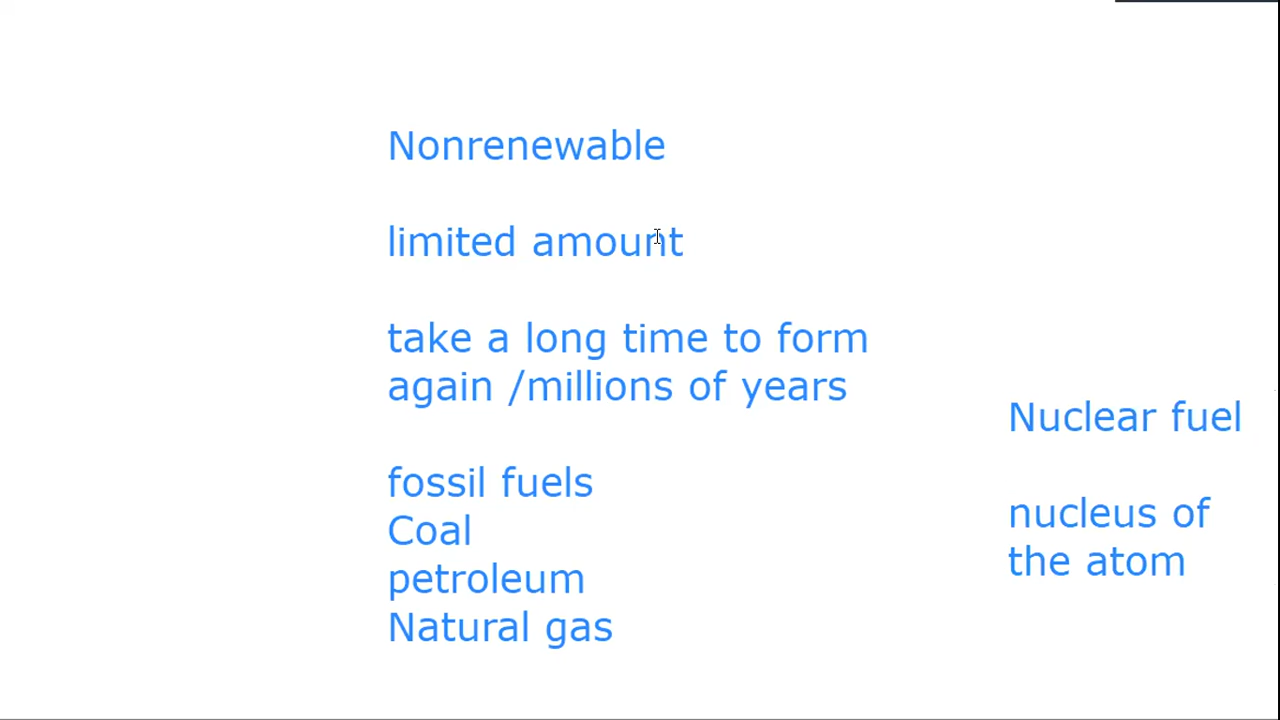 Nonrenewable
limited amount
take a long time to form
again /millions of years
fossil fuels
Coal
petroleum
Natural gas
Nuclear fuel
nucleus of
the atom